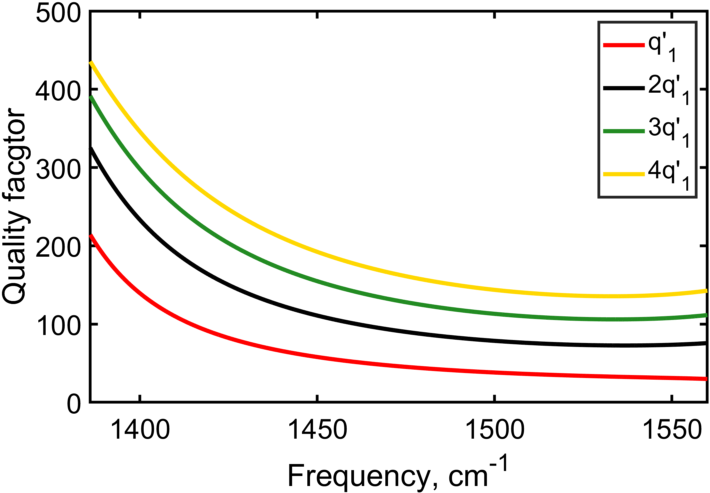 500
400
300
200
100
0
Quality facgtor
q'₁
2q'₁
3q'₁
4q'₁
1400
1450
1500
1550
Frequency, cm⁻¹